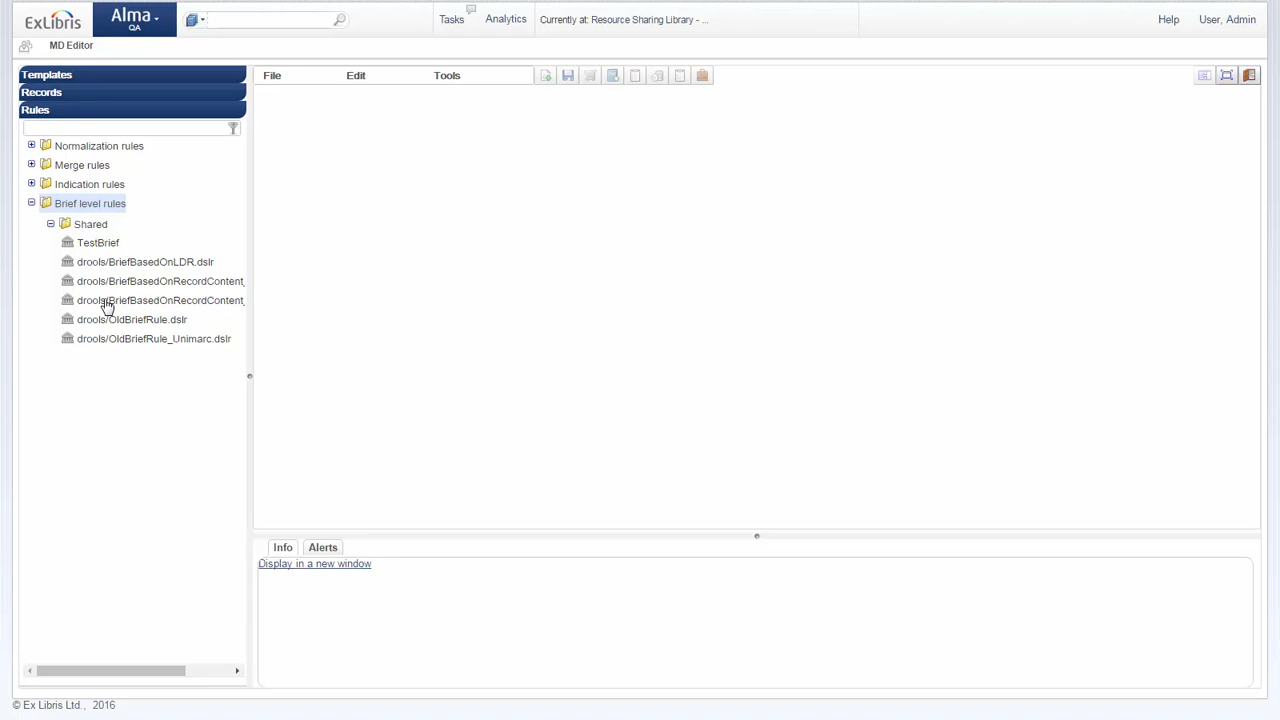 ExLibris
Alma
QA
Tasks
Analytics
Currently at: Resource Sharing Library - ...
Help
User, Admin
MD Editor
Templates
Records
Rules
File
Edit
Tools
Normalization rules
Merge rules
Indication rules
Brief level rules
Shared
TestBrief
drools/BriefBasedOnLDR.dslr
drools/BriefBasedOnRecordContent_
drools/BriefBasedOnRecordContent_
drools/OldBriefRule.dslr
drools/OldBriefRule_Unimarc.dslr
Info
Alerts
Display in a new window
© Ex Libris Ltd., 2016